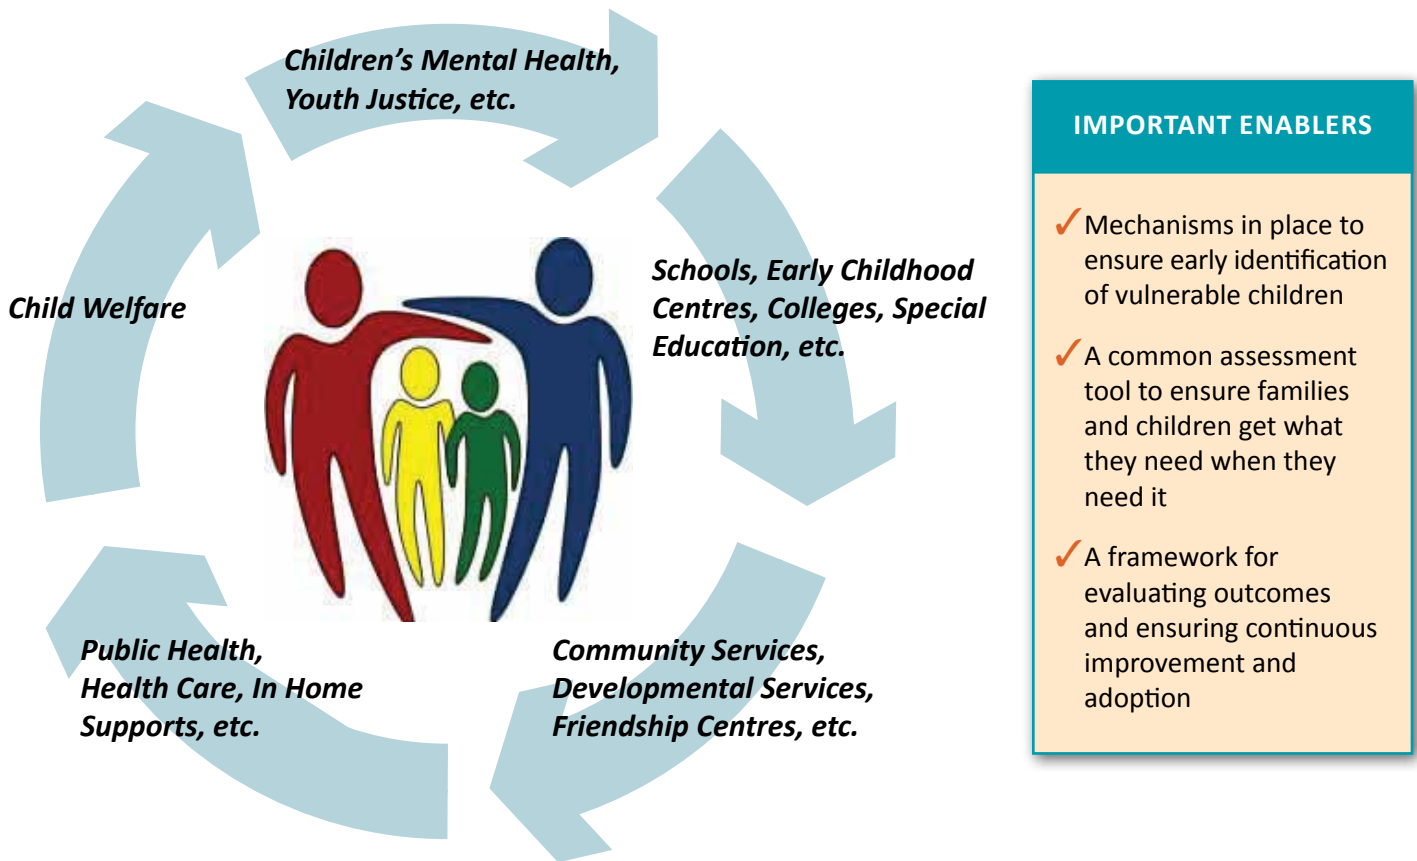 Children’s Mental Health,
Youth Justice, etc.
Schools, Early Childhood
Centres, Colleges, Special
Education, etc.
Community Services,
Developmental Services,
Friendship Centres, etc.
Public Health,
Health Care, In Home
Supports, etc.
Child Welfare
IMPORTANT ENABLERS
✓ Mechanisms in place to
ensure early identification
of vulnerable children
✓ A common assessment
tool to ensure families
and children get what
they need when they
need it
✓ A framework for
evaluating outcomes
and ensuring continuous
improvement and
adoption